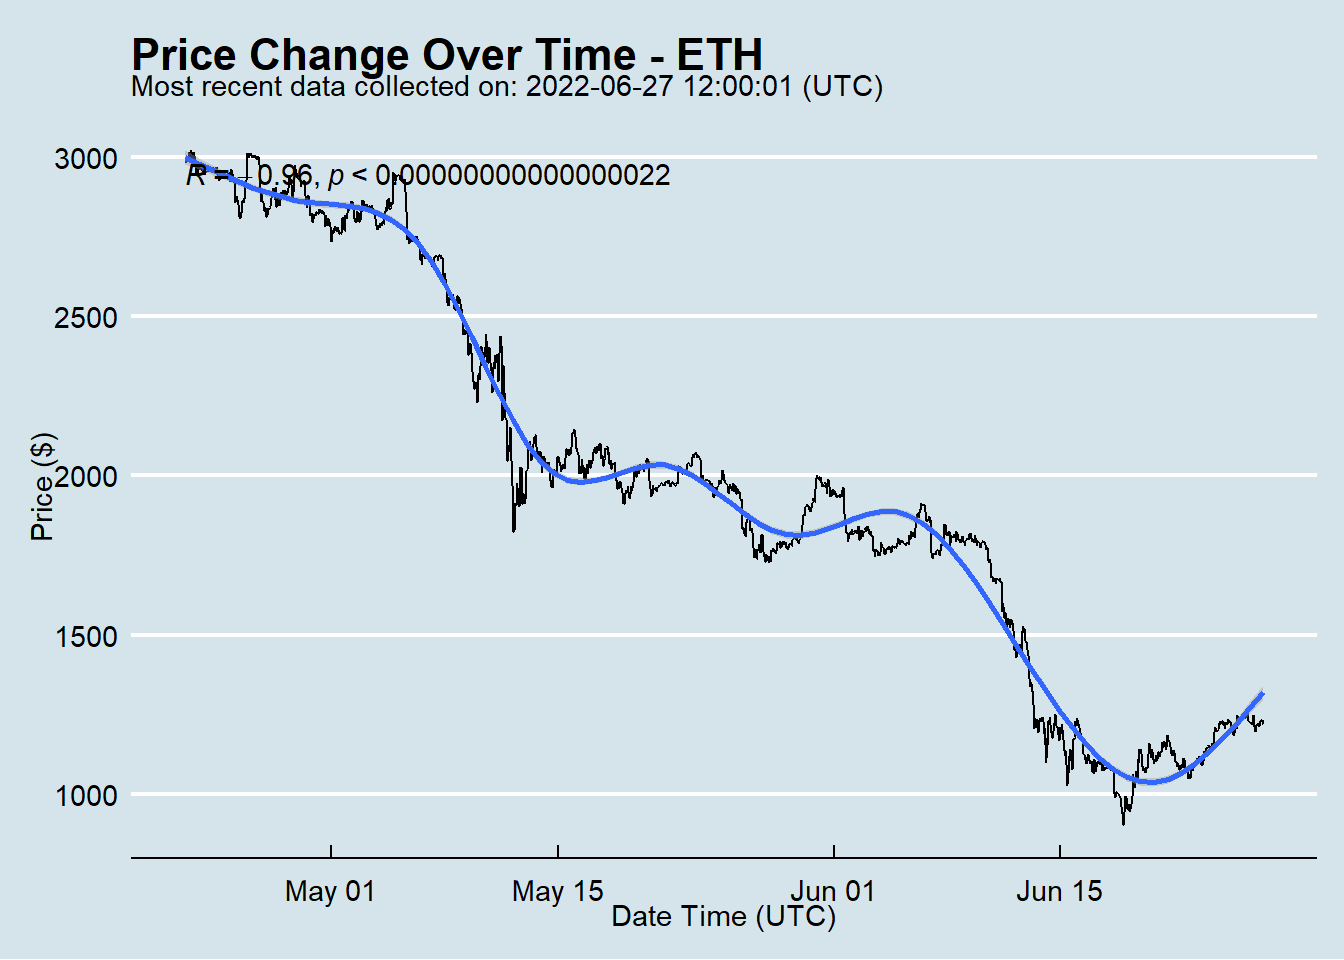 Price Change Over Time - ETH
Most recent data collected on: 2022-06-27 12:00:01 (UTC)
R = −0.96, p < 0.00000000000000022
3000
2500
2000
1500
1000
Price ($)
May 01
May 15
Jun 01
Jun 15
Date Time (UTC)